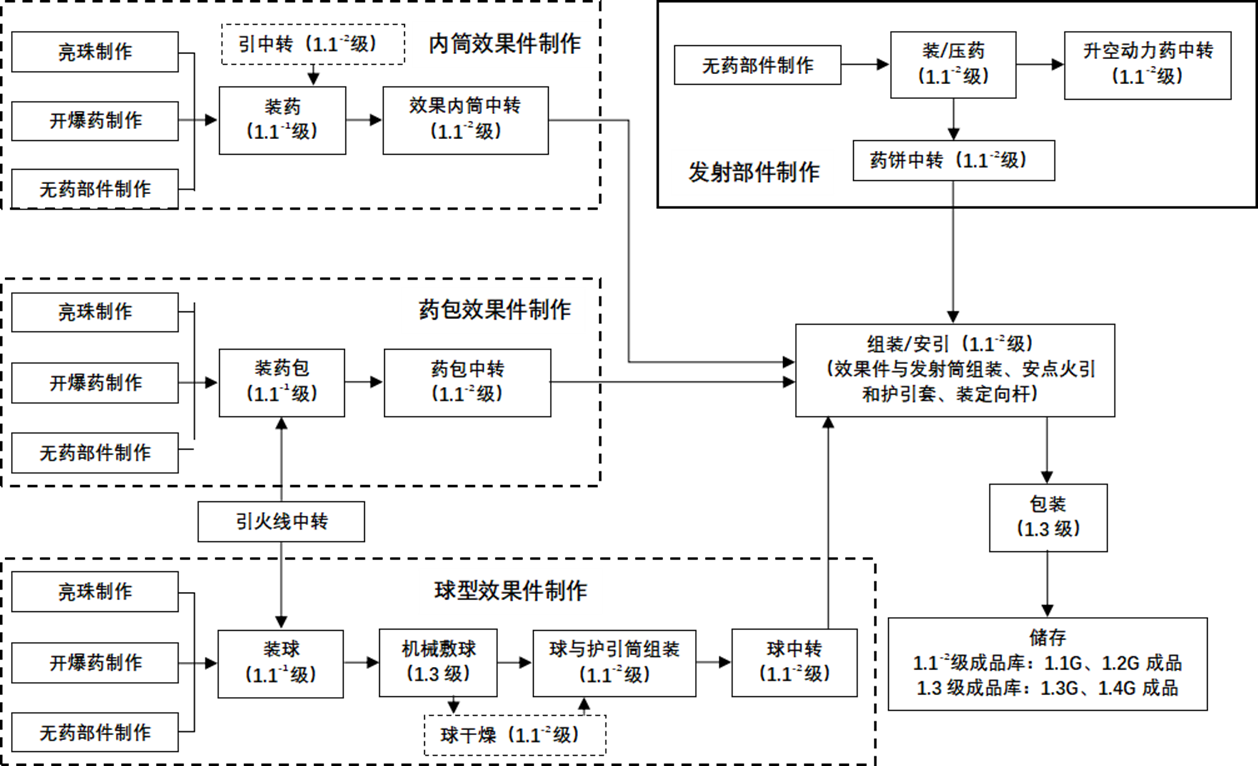 内筒效果件制作
亮珠制作
开爆药制作
无药部件制作
引中转（1.1⁻²级）
装药
（1.1⁻¹级）
效果内筒中转
（1.1⁻²级）
无药部件制作
装/压药
（1.1⁻²级）
升空动力药中转
（1.1⁻²级）
药饼中转（1.1⁻²级）
发射部件制作
药包效果件制作
亮珠制作
开爆药制作
无药部件制作
装药包
（1.1⁻¹级）
药包中转
（1.1⁻²级）
引火线中转
组装/安引（1.1⁻²级）
(效果件与发射筒组装、安点火引
和护引套、装定向杆)
包装
（1.3 级）
储存
1.1⁻²级成品库：1.1G、1.2G 成品
1.3 级成品库：1.3G、1.4G 成品
球型效果件制作
亮珠制作
开爆药制作
无药部件制作
装球
（1.1⁻¹级）
机械敷球
（1.3 级）
球与护引筒组装
（1.1⁻²级）
球中转
（1.1⁻²级）
球干燥（1.1⁻²级）